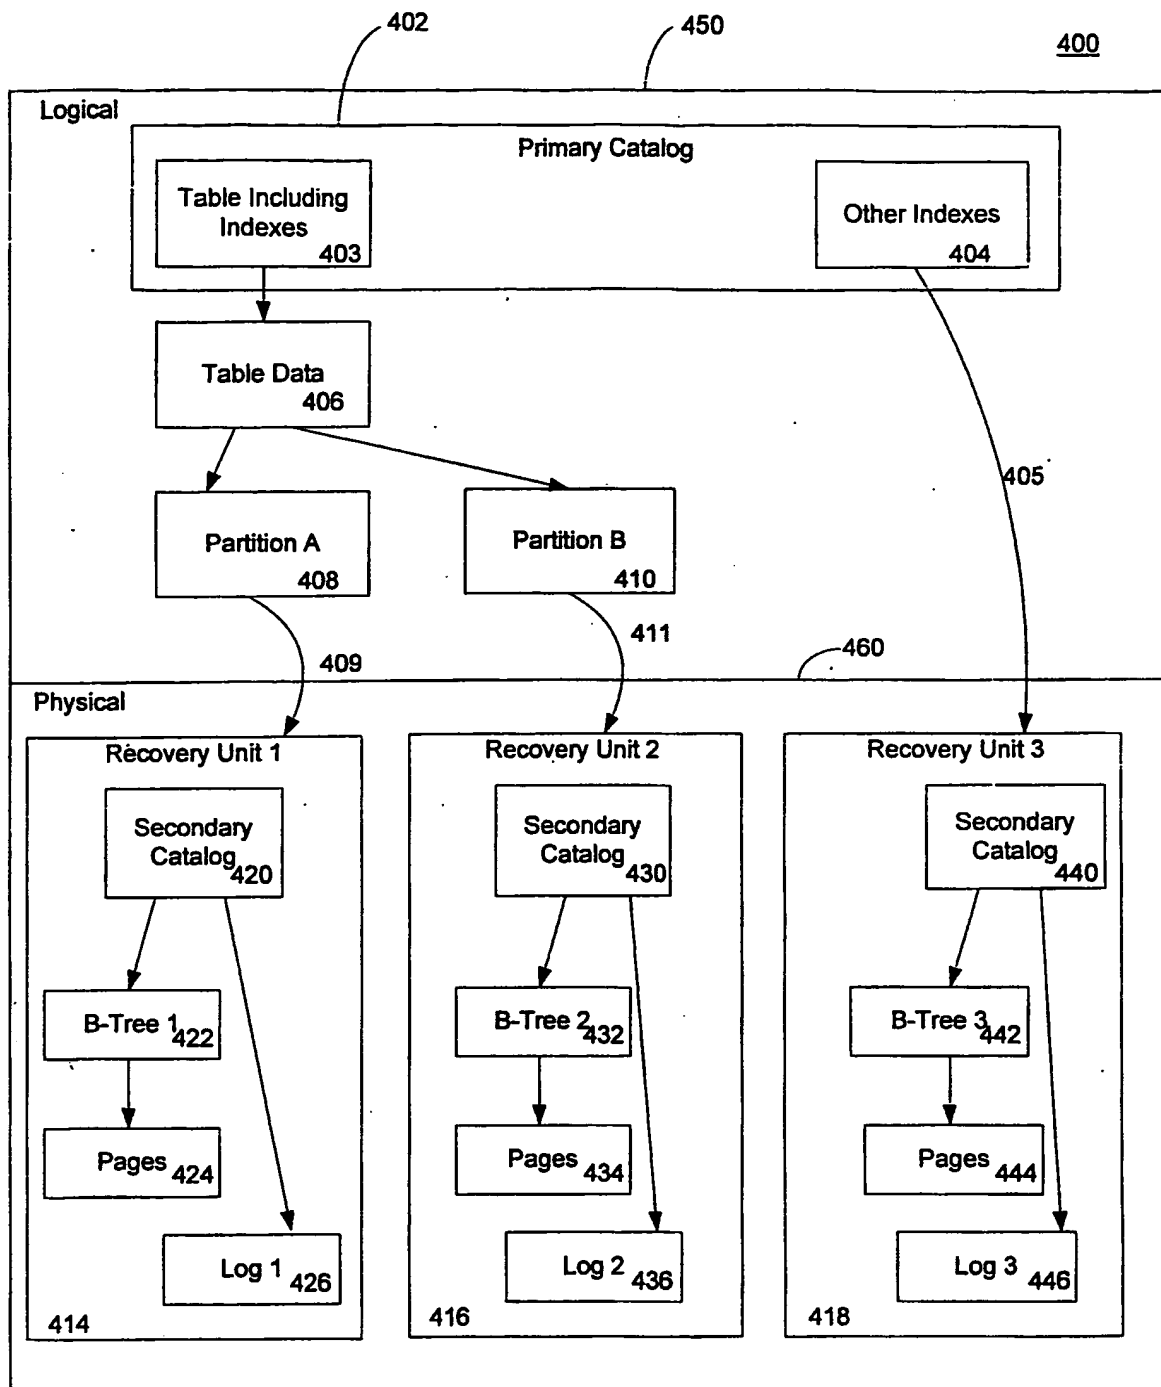 402
450
400
Logical
Primary Catalog
Table Including
Indexes
403
Other Indexes
404
Table Data
406
405
Partition A
408
Partition B
410
409
411
460
Physical
Recovery Unit 1
Secondary
Catalog
420
B-Tree 1
422
Pages
424
Log 1
426
414
Recovery Unit 2
Secondary
Catalog
430
B-Tree 2
432
Pages
434
Log 2
436
416
Recovery Unit 3
Secondary
Catalog
440
B-Tree 3
442
Pages
444
Log 3
446
418